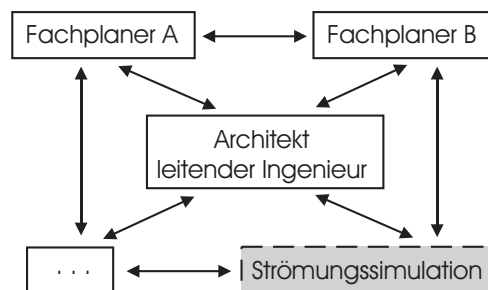 Fachplaner A
Fachplaner B
Architekt
leitender Ingenieur
. . .
Strömungssimulation